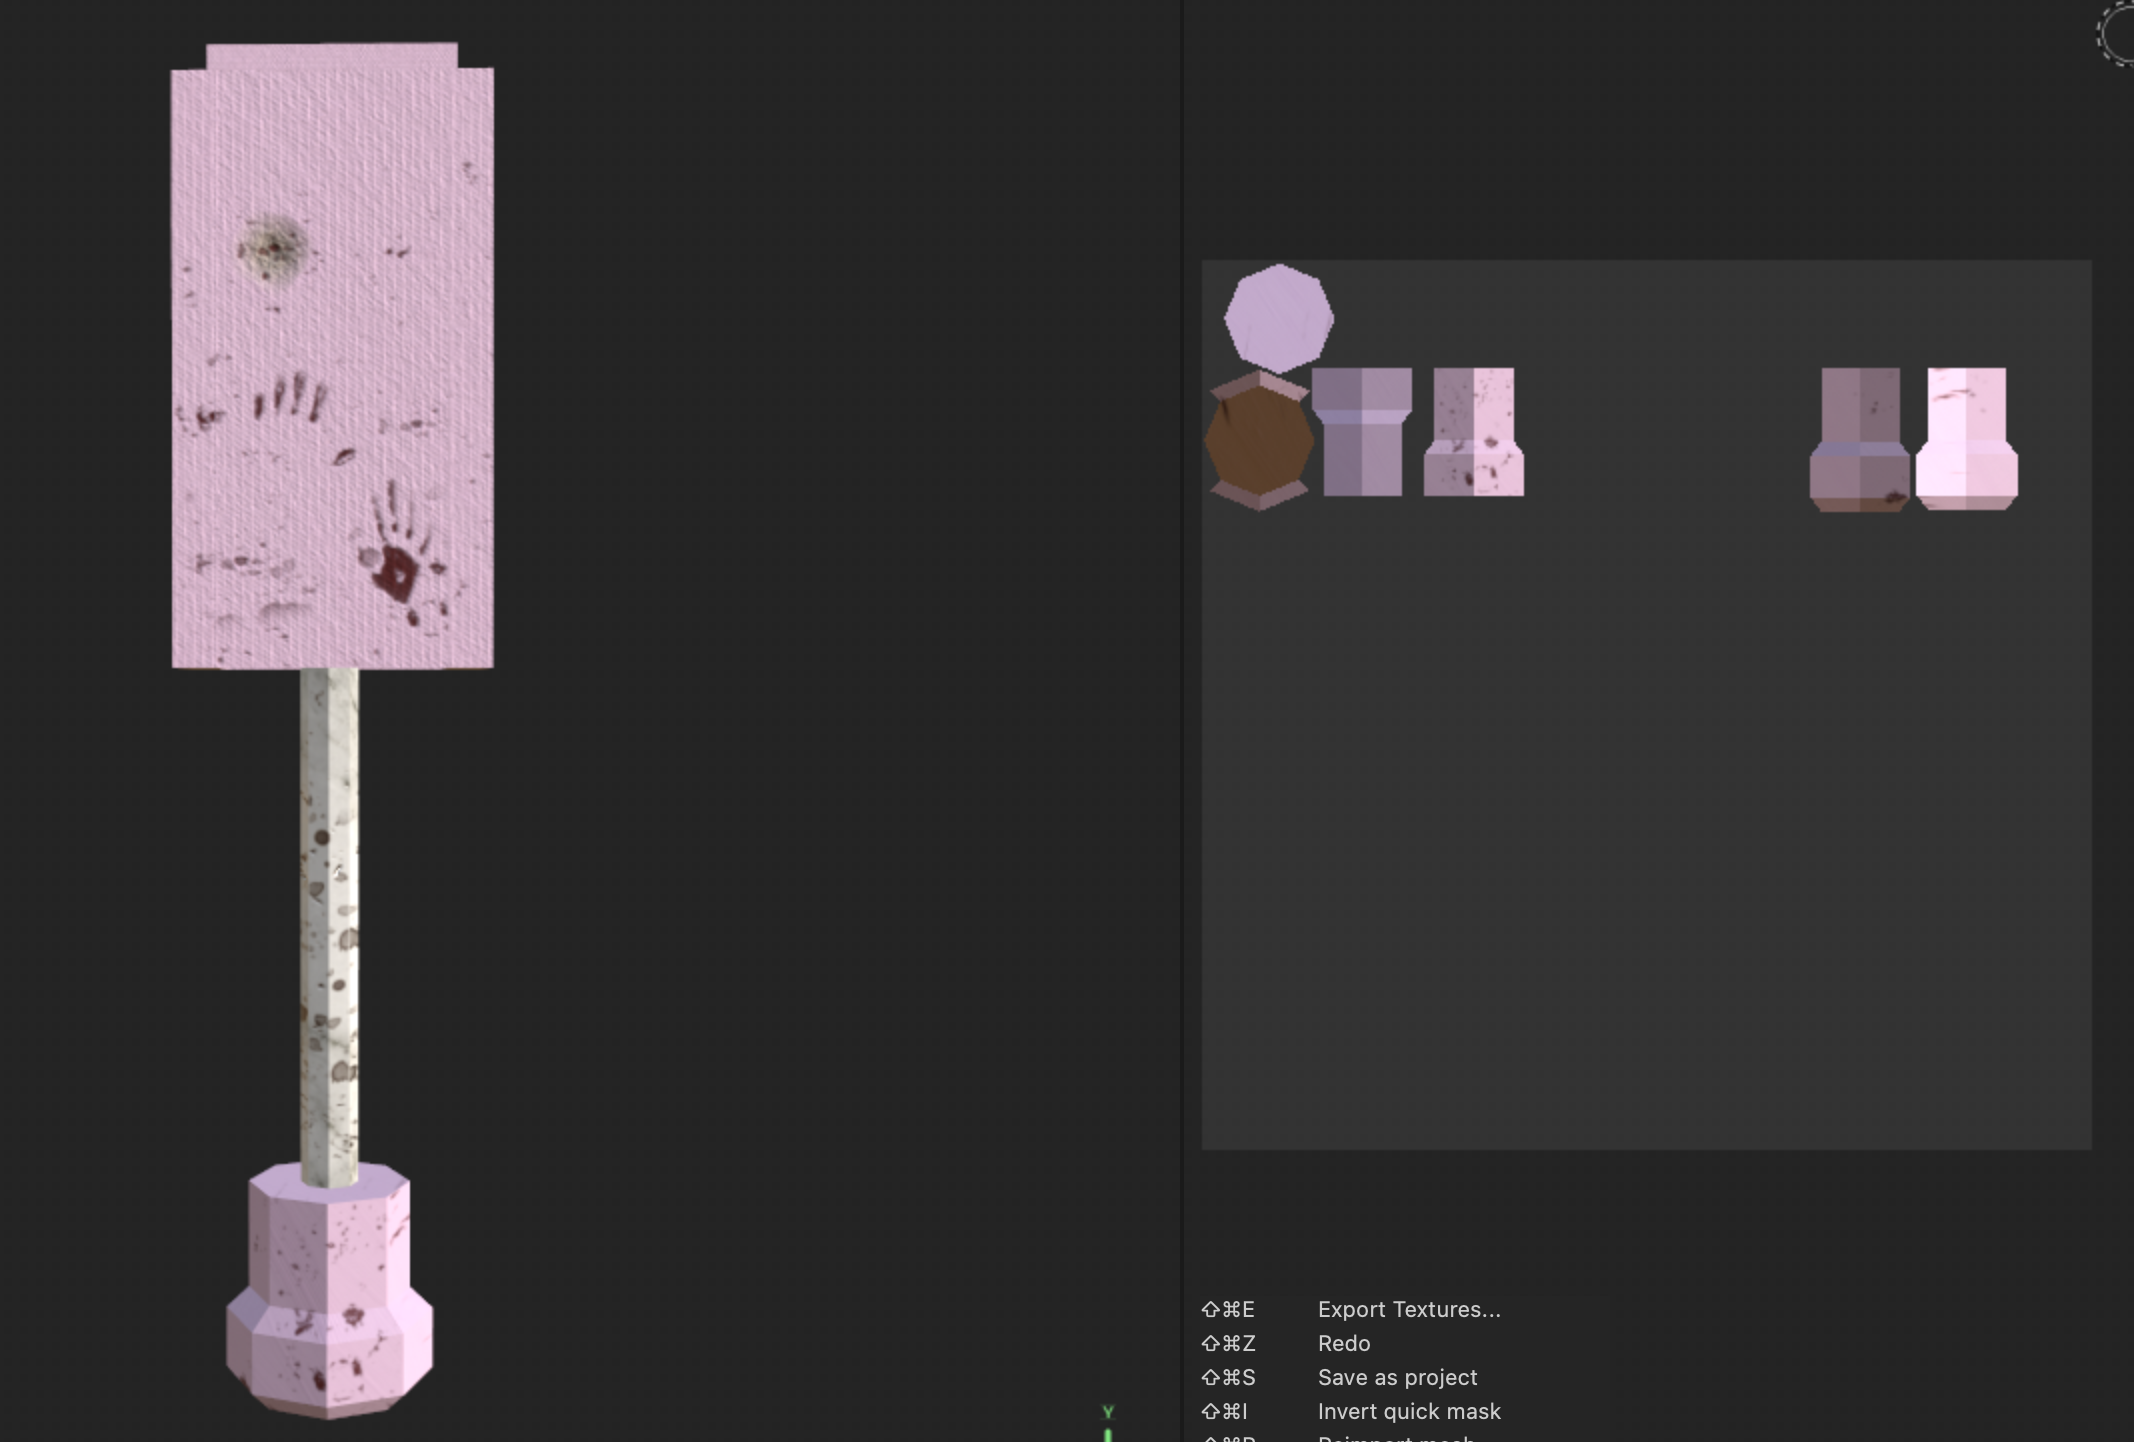 Y
⇧⌘E Export Textures...
⇧⌘Z Redo
⇧⌘S Save as project
⇧⌘I Invert quick mask